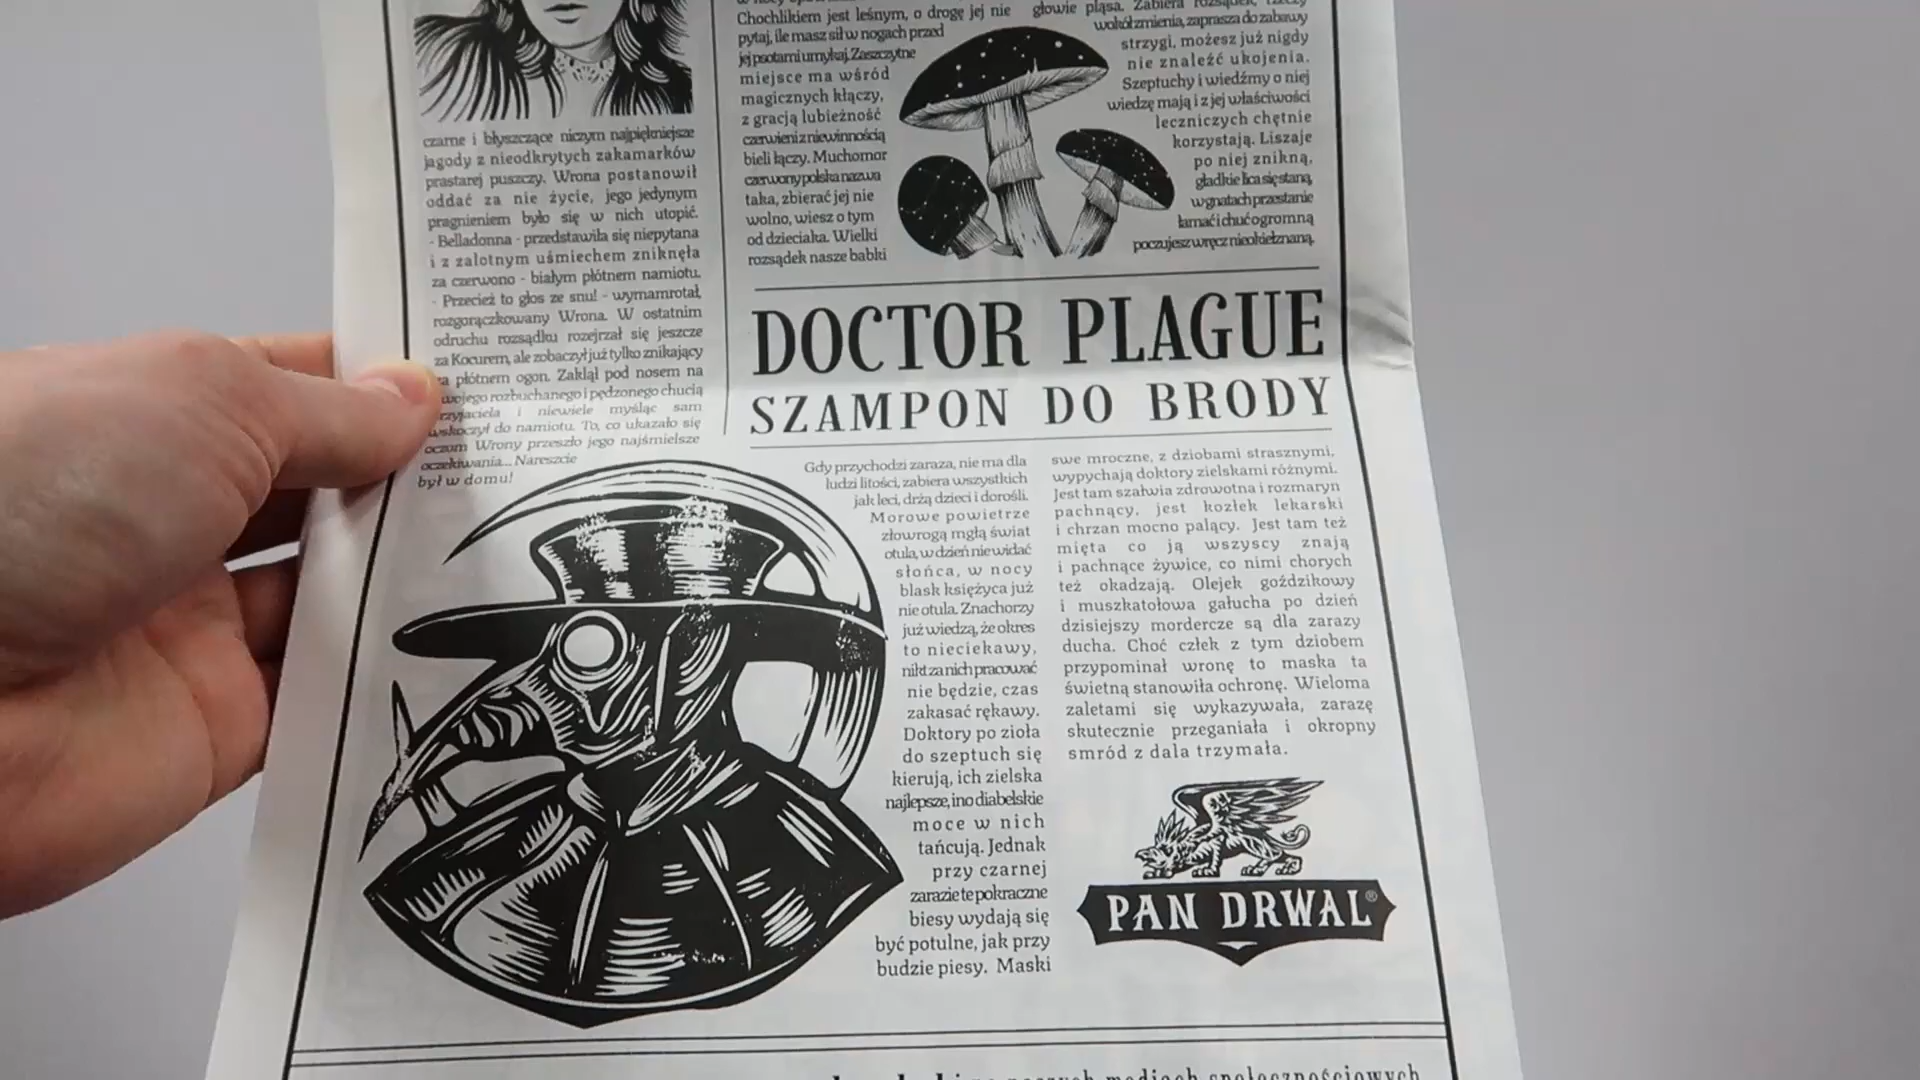 czarne i błyszczące niczym najpiękniejsze
jagody z nieodkrytych zakamarków
prastarej puszczy. Wrona postanowił
oddać za nie życie, jego jedynym
pragnieniem było się w nich utopić.
- Belladonna - przedstawiła się niepytana
i z zalotnym uśmiechem zniknęła
za czerwono - białym płótnem namiotu.
- Przecież to głos ze snu! - wymamrotał,
rozgorączkowany Wrona. W ostatnim
odruchu rozsądku rozejrzał się jeszcze
za Kocurem, ale zobaczył już tylko znikający
za płótnem ogon. Zaklął pod nosem na
wojego rozbuchanego i pędzonego chucią
rzyjaciela i niewiele myśląc sam
wskoczył do namiotu. To, co ukazało się
oczom Wrony przeszło jego najśmielsze
oczekiwania... Nareszcie
był w domu!
Chochlikiem jest leśnym, o drogę jej nie
pytaj, ile masz sił w nogach przed
jej psotami umykaj. Zaszczytne
miejsce ma wśród
magicznych kłączy,
z gracją lubieżność
czerwieni z niewinnością
bieli łączy. Muchomor
czerwony polska nazwa
taka, zbierać jej nie
wolno, wiesz o tym
od dzieciaka. Wielki
rozsądek nasze babki
głowie pląsa. Zabiera rozsądek, rzeczy
wokół zmienia, zaprasza do zabawy
strzygi, możesz już nigdy
nie znaleźć ukojenia.
Szeptuchy i wiedźmy o niej
wiedzę mają i z jej właściwości
leczniczych chętnie
korzystają. Liszaje
po niej znikną,
gładkie lica się staną,
w gnatach przestanie
łamać i chuć ogromną
poczujesz wręcz nieokiełznaną.
DOCTOR PLAGUE
SZAMPON DO BRODY
Gdy przychodzi zaraza, nie ma dla
ludzi litości, zabiera wszystkich
jak leci, drżą dzieci i dorośli.
Morowe powietrze
złowrogą mgłą świat
otula, w dzień nie widać
słońca, w nocy
blask księżyca już
nie otula. Znachorzy
już wiedzą, że okres
to nieciekawy,
nikt za nich pracować
nie będzie, czas
zakasać rękawy.
Doktory po zioła
do szeptuch się
kierują, ich zielska
najlepsze, ino diabelskie
moce w nich
tańcują. Jednak
przy czarnej
zarazie te pokraczne
biesy wydają się
być potulne, jak przy
budzie piesy. Maski
swe mroczne, z dziobami strasznymi,
wypychają doktory zielskami różnymi.
Jest tam szałwia zdrowotna i rozmaryn
pachnący, jest kozłek lekarski
i chrzan mocno palący. Jest tam też
mięta co ją wszyscy znają
i pachnące żywice, co nimi chorych
też okadzają. Olejek goździkowy
i muszkatołowa gałucha po dzień
dzisiejszy mordercze są dla zarazy
ducha. Choć człek z tym dziobem
przypominał wronę to maska ta
świetną stanowiła ochronę. Wieloma
zaletami się wykazywała, zarazę
skutecznie przeganiała i okropny
smród z dala trzymała.
PAN DRWAL®
mediach społecznościowych